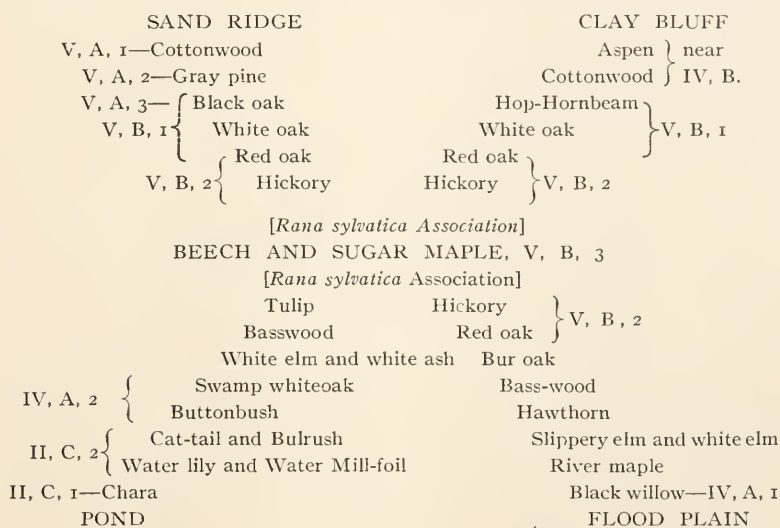 SAND RIDGE CLAY BLUFF
V, A, 1—Cottonwood Aspen } near
V, A, 2—Gray pine Cottonwood } IV, B.
V, A, 3— { Black oak Hop-Hornbeam
V, B, 1 { White oak White oak } V, B, 1
Red oak Red oak
V, B, 2 { Hickory Hickory } V, B, 2
[Rana sylvatica Association]
BEECH AND SUGAR MAPLE, V, B, 3
[Rana sylvatica Association]
Tulip Hickory
Basswood Red oak } V, B, 2
White elm and white ash Bur oak
IV, A, 2 { Swamp whiteoak Bass-wood
Buttonbush Hawthorn
II, C, 2 { Cat-tail and Bulrush Slippery elm and white elm
Water lily and Water Mill-foil River maple
II, C, 1—Chara Black willow—IV, A, 1
POND FLOOD PLAIN